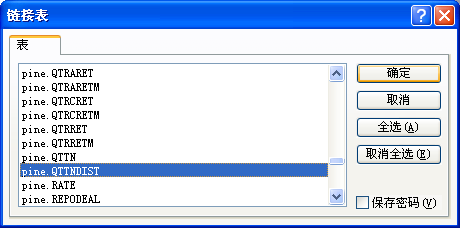 链接表
表
pine.QTRARET
pine.QTRARETM
pine.QTRCRET
pine.QTRCRETM
pine.QTRRET
pine.QTRRETM
pine.QTTN
pine.QTTNDIST
pine.RATE
pine.REPODEAL
确定
取消
全选(A)
取消全选(E)
保存密码(V)